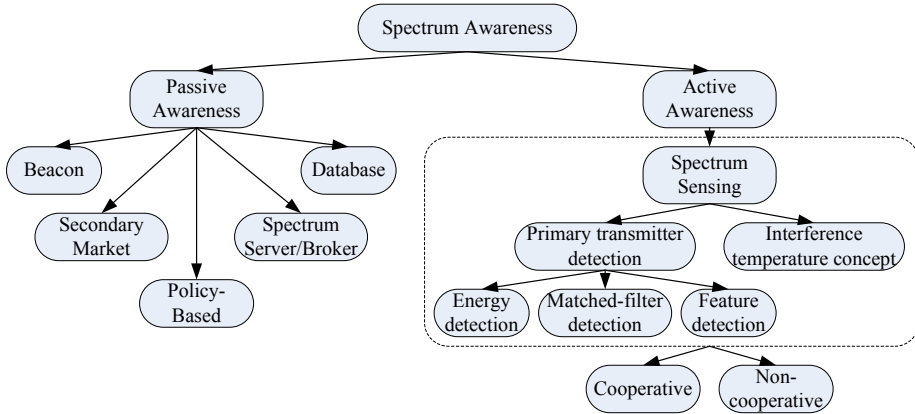 Spectrum Awareness
Passive
Awareness
Active
Awareness
Beacon
Database
Secondary
Market
Spectrum
Server/Broker
Policy-
Based
Spectrum
Sensing
Primary transmitter
detection
Interference
temperature concept
Energy
detection
Matched-filter
detection
Feature
detection
Cooperative
Non-
cooperative